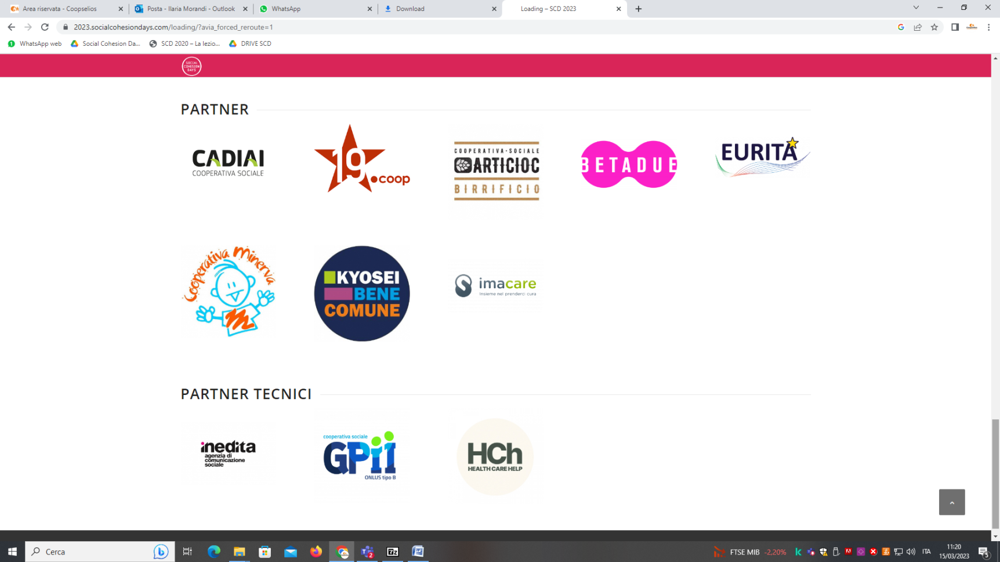 Area riservata - Coopselios
Posta - Ilaria Morandi - Outlook
WhatsApp
Download
Loading – SCD 2023
2023.socialcohesiondays.com/loading/?avia_forced_reroute=1
WhatsApp web
Social Cohesion Da...
SCD 2020 – La lezio...
DRIVE SCD
SOCIAL
COHESION
DAYS
PARTNER
CADIAI
COOPERATIVA SOCIALE
19.coop
COOPERATIVA·SOCIALE
ARTICIOC
BIRRIFICIO
BETADUE
EURITA
Cooperativa Minerva
KYOSEI
BENE
COMUNE
imacare
Insieme nel prenderci cura
PARTNER TECNICI
inedita
agenzia di
comunicazione
sociale
cooperativa sociale
GPii
ONLUS tipo B
HCh
HEALTH CARE HELP
Cerca
FTSE MIB -2,20%
ITA
11:20
15/03/2023
5